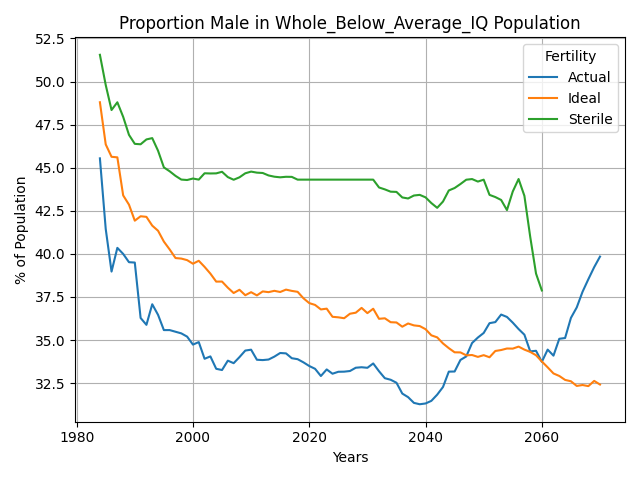 Proportion Male in Whole_Below_Average_IQ Population
52.5
50.0
47.5
45.0
42.5
40.0
37.5
35.0
32.5
% of Population
Fertility
Actual
Ideal
Sterile
1980
2000
2020
2040
2060
Years